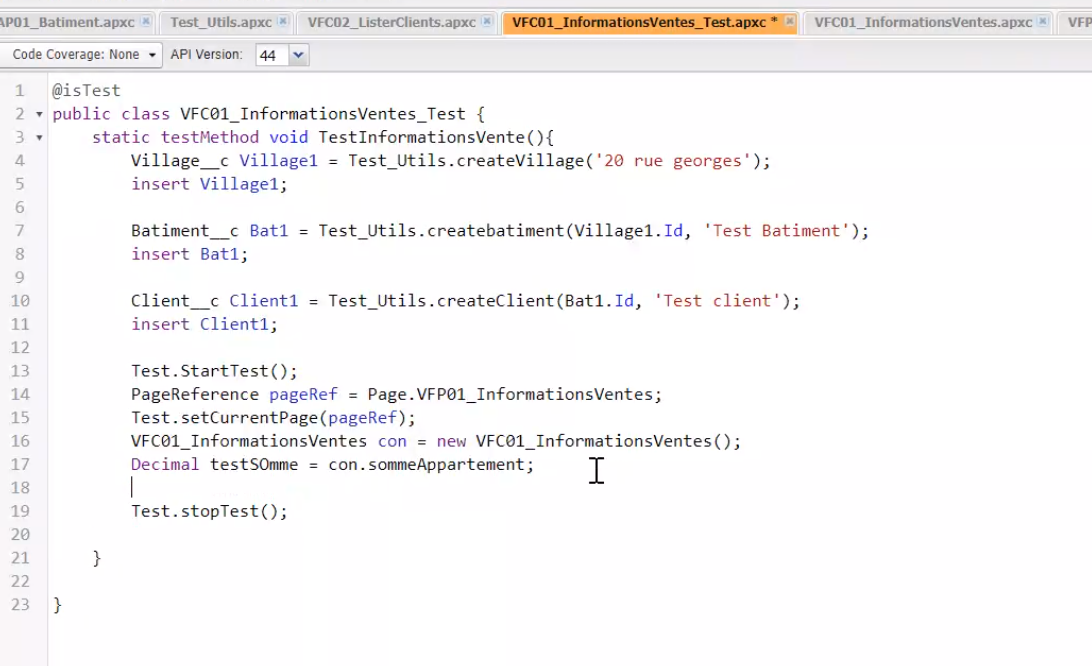 AP01_Batiment.apxc Test_Utils.apxc VFC02_ListerClients.apxc VFC01_InformationsVentes_Test.apxc * VFC01_InformationsVentes.apxc VFP
Code Coverage: None API Version: 44
1 @isTest
2 public class VFC01_InformationsVentes_Test {
3 static testMethod void TestInformationsVente(){
4 Village__c Village1 = Test_Utils.createVillage('20 rue georges');
5 insert Village1;
6
7 Batiment__c Bat1 = Test_Utils.createbatiment(Village1.Id, 'Test Batiment');
8 insert Bat1;
9
10 Client__c Client1 = Test_Utils.createClient(Bat1.Id, 'Test client');
11 insert Client1;
12
13 Test.StartTest();
14 PageReference pageRef = Page.VFP01_InformationsVentes;
15 Test.setCurrentPage(pageRef);
16 VFC01_InformationsVentes con = new VFC01_InformationsVentes();
17 Decimal testSOmme = con.sommeAppartement;
18
19 Test.stopTest();
20
21 }
22
23 }